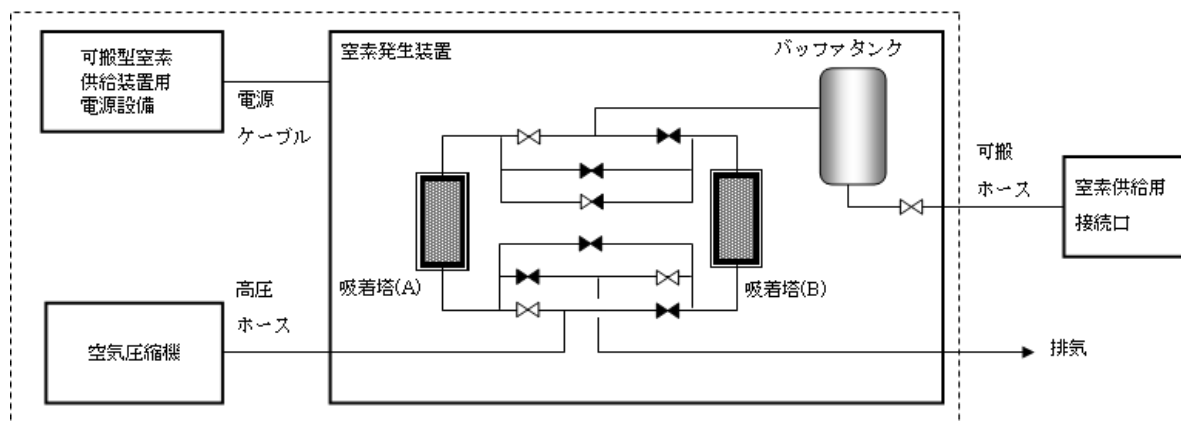 可搬型窒素
供給装置用
電源設備
電源
ケーブル
窒素発生装置
バッファタンク
可搬
ホース
窒素供給用
接続口
吸着塔(A)
吸着塔(B)
高圧
ホース
空気圧縮機
排気